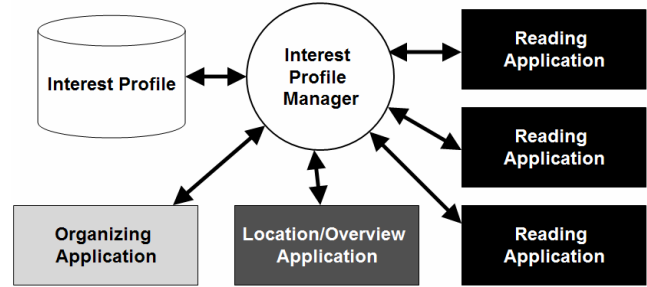 Interest Profile
Interest
Profile
Manager
Reading
Application
Reading
Application
Reading
Application
Organizing
Application
Location/Overview
Application